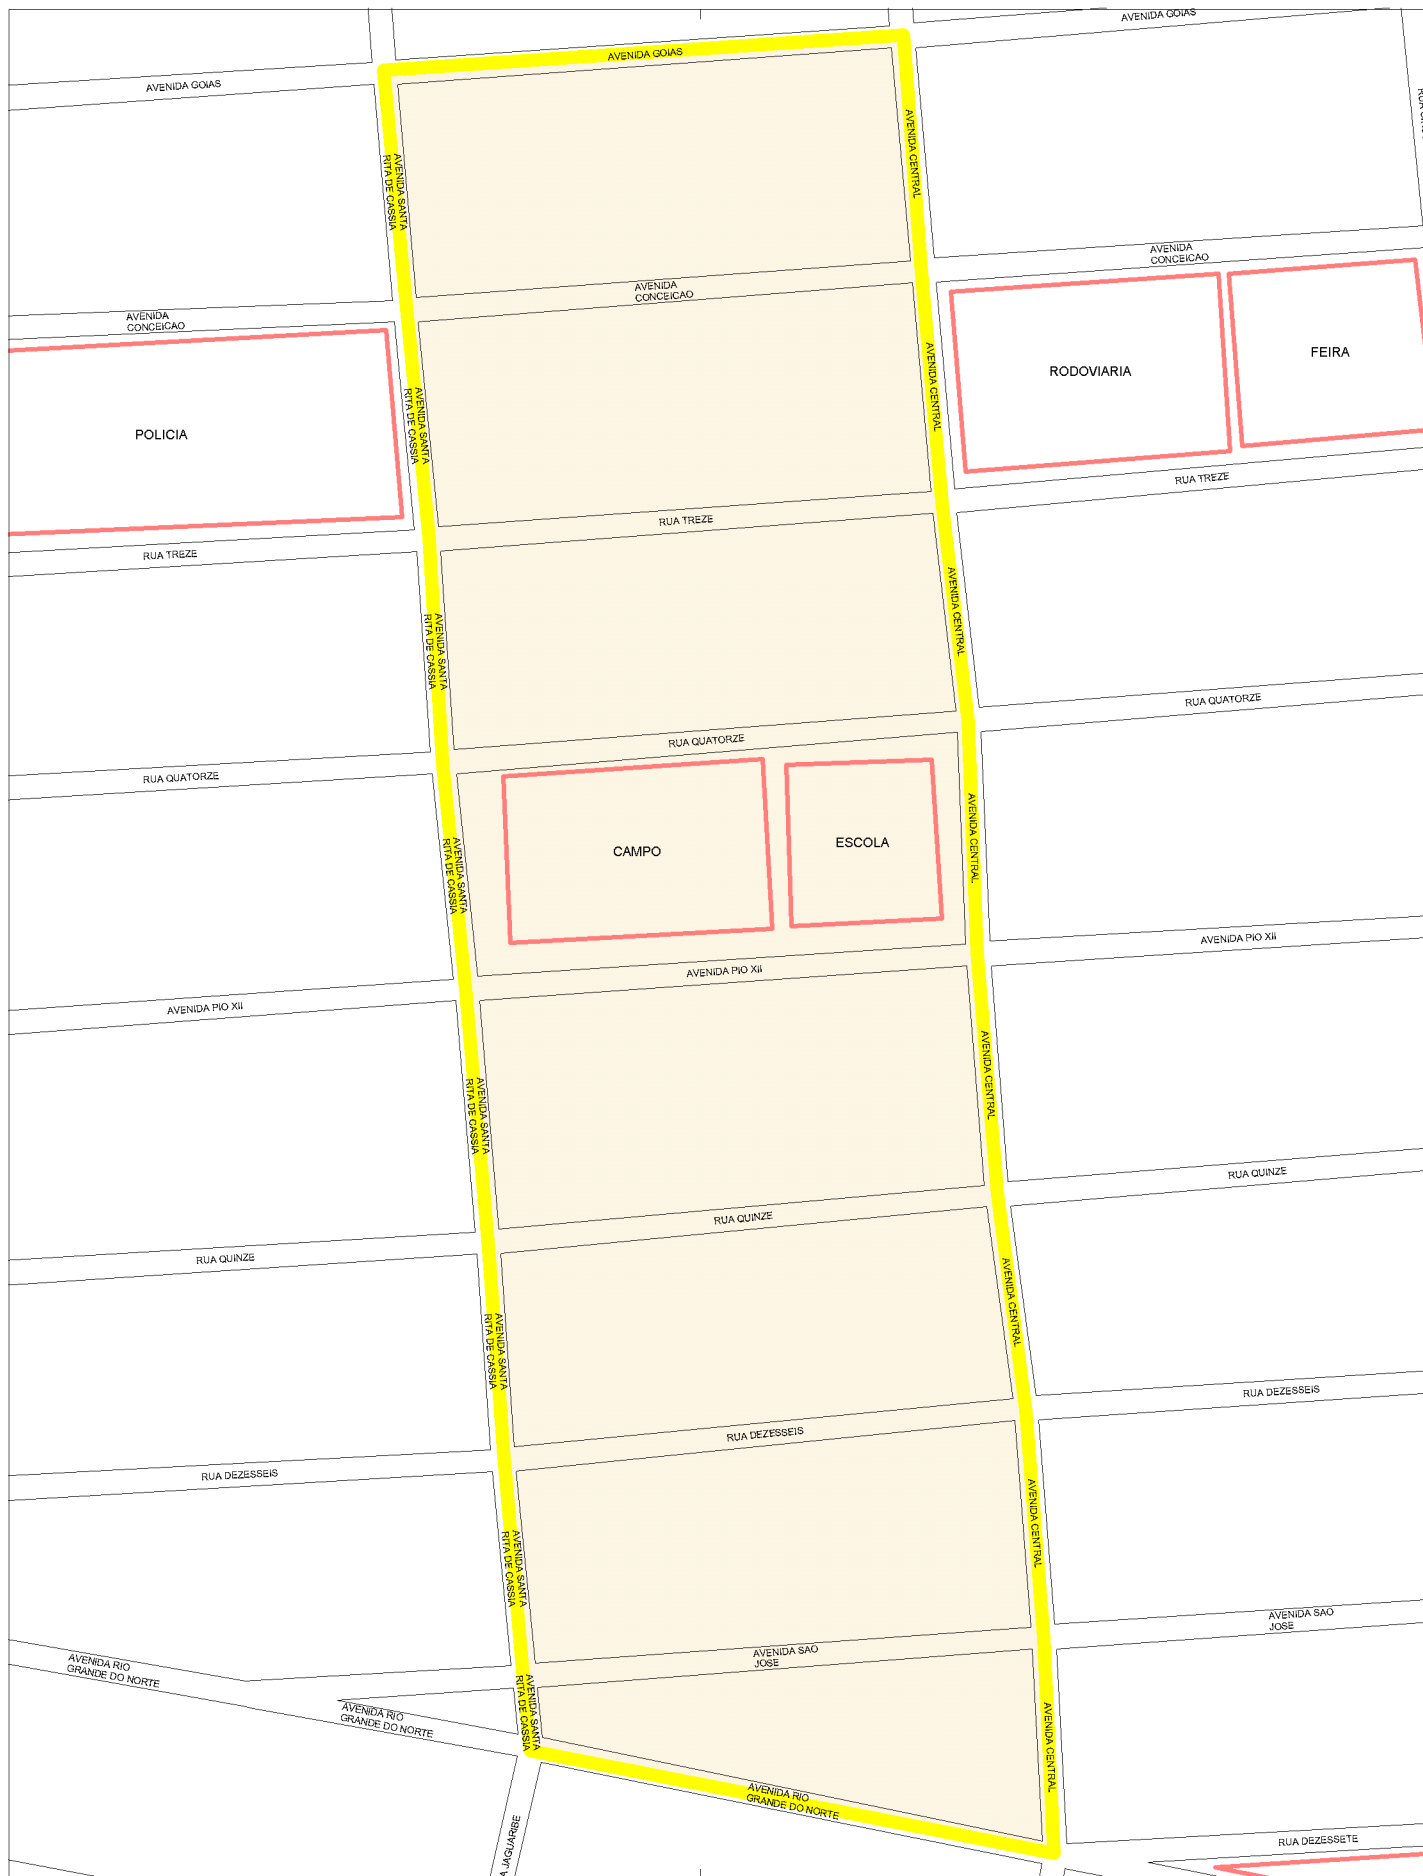 AVENIDA GOIAS
AVENIDA GOIAS
AVENIDA GOIAS
AVENIDA SANTA
RITA DE CASSIA
AVENIDA CENTRAL
AVENIDA
CONCEICAO
AVENIDA
CONCEICAO
AVENIDA
CONCEICAO
POLICIA
AVENIDA SANTA
RITA DE CASSIA
AVENIDA CENTRAL
RODOVIARIA
FEIRA
RUA TREZE
RUA TREZE
RUA TREZE
AVENIDA SANTA
RITA DE CASSIA
AVENIDA CENTRAL
RUA QUATORZE
RUA QUATORZE
RUA QUATORZE
AVENIDA SANTA
RITA DE CASSIA
CAMPO
ESCOLA
AVENIDA CENTRAL
AVENIDA PIO XII
AVENIDA PIO XII
AVENIDA PIO XII
AVENIDA SANTA
RITA DE CASSIA
AVENIDA CENTRAL
RUA QUINZE
RUA QUINZE
RUA QUINZE
AVENIDA SANTA
RITA DE CASSIA
AVENIDA CENTRAL
RUA DEZESSEIS
RUA DEZESSEIS
RUA DEZESSEIS
AVENIDA SANTA
RITA DE CASSIA
AVENIDA CENTRAL
AVENIDA SAO
JOSE
AVENIDA SAO
JOSE
AVENIDA RIO
GRANDE DO NORTE
AVENIDA RIO
GRANDE DO NORTE
AVENIDA SANTA
RITA DE CASSIA
AVENIDA CENTRAL
AVENIDA RIO
GRANDE DO NORTE
A JAGUARIBE
RUA DEZESSETE